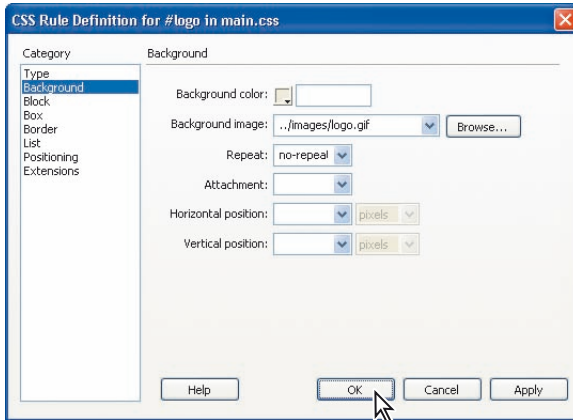 CSS Rule Definition for #logo in main.css
Category
Background
Type
Background
Block
Box
Border
List
Positioning
Extensions
Background color:
Background image: ../images/logo.gif Browse...
Repeat: no-repeat
Attachment:
Horizontal position: pixels
Vertical position: pixels
Help OK Cancel Apply